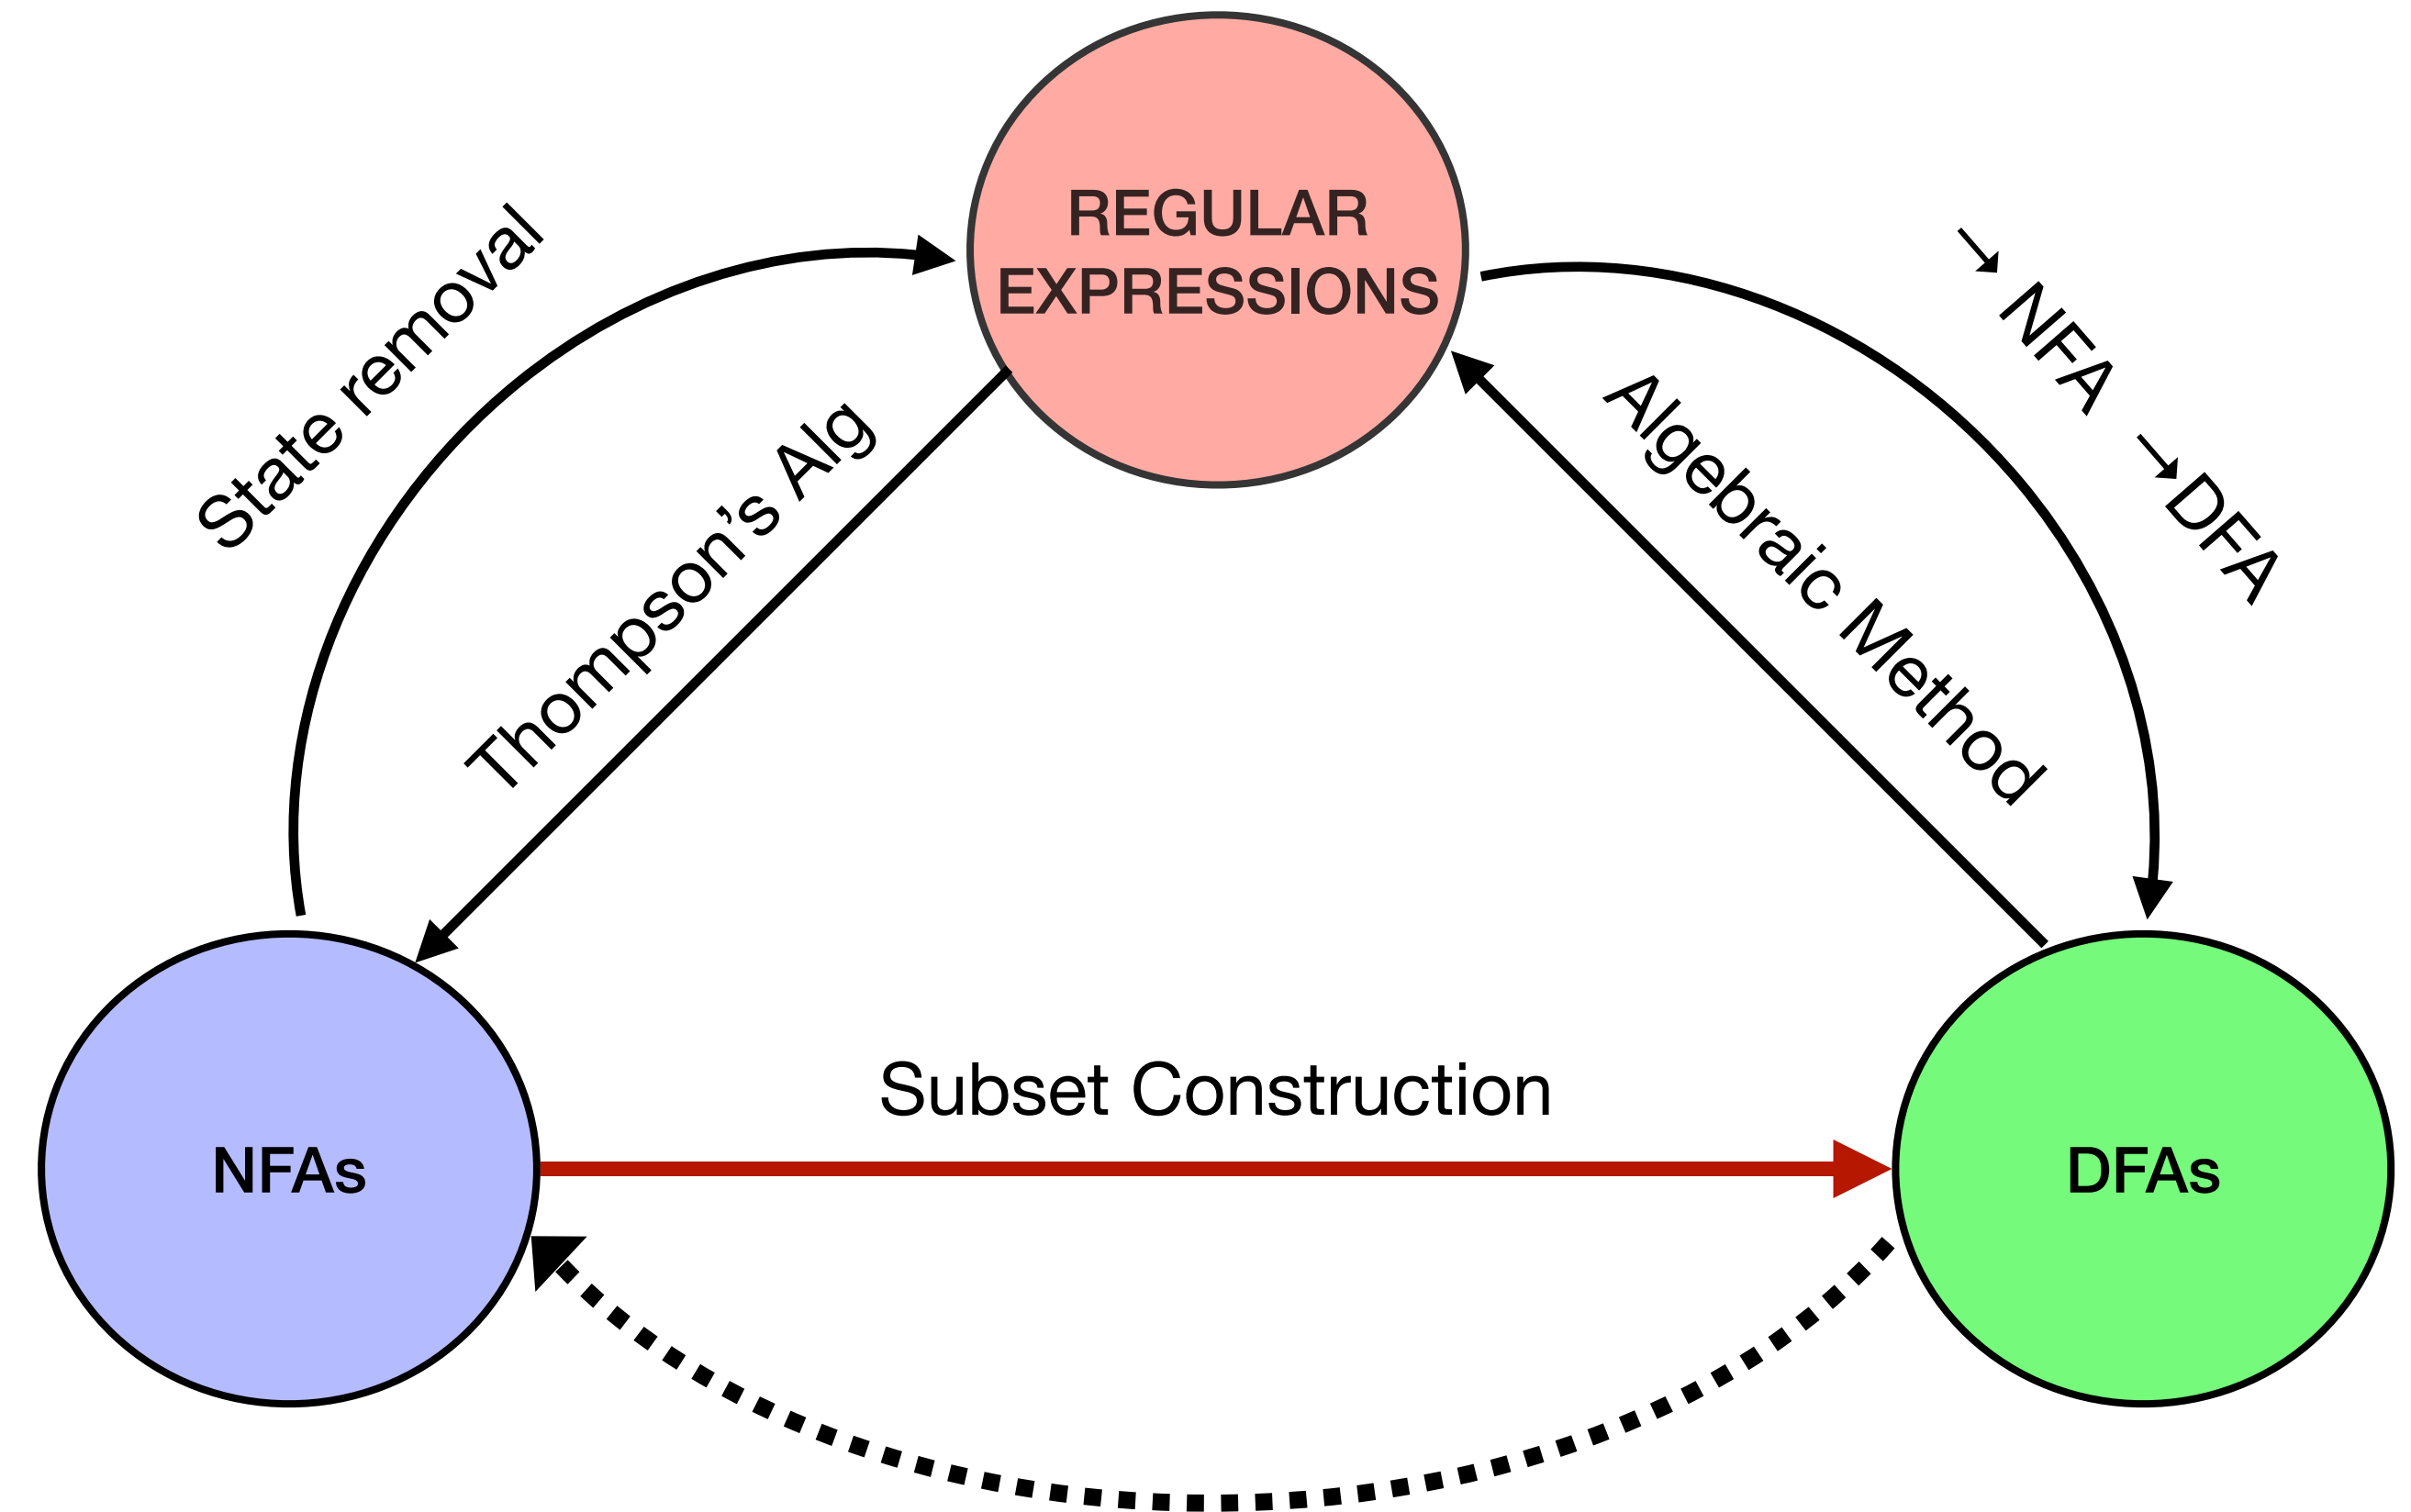 REGULAR
EXPRESSIONS
State removal
Thompson's Alg
→ NFA →DFA
Algebraic Method
Subset Construction
NFAs
DFAs